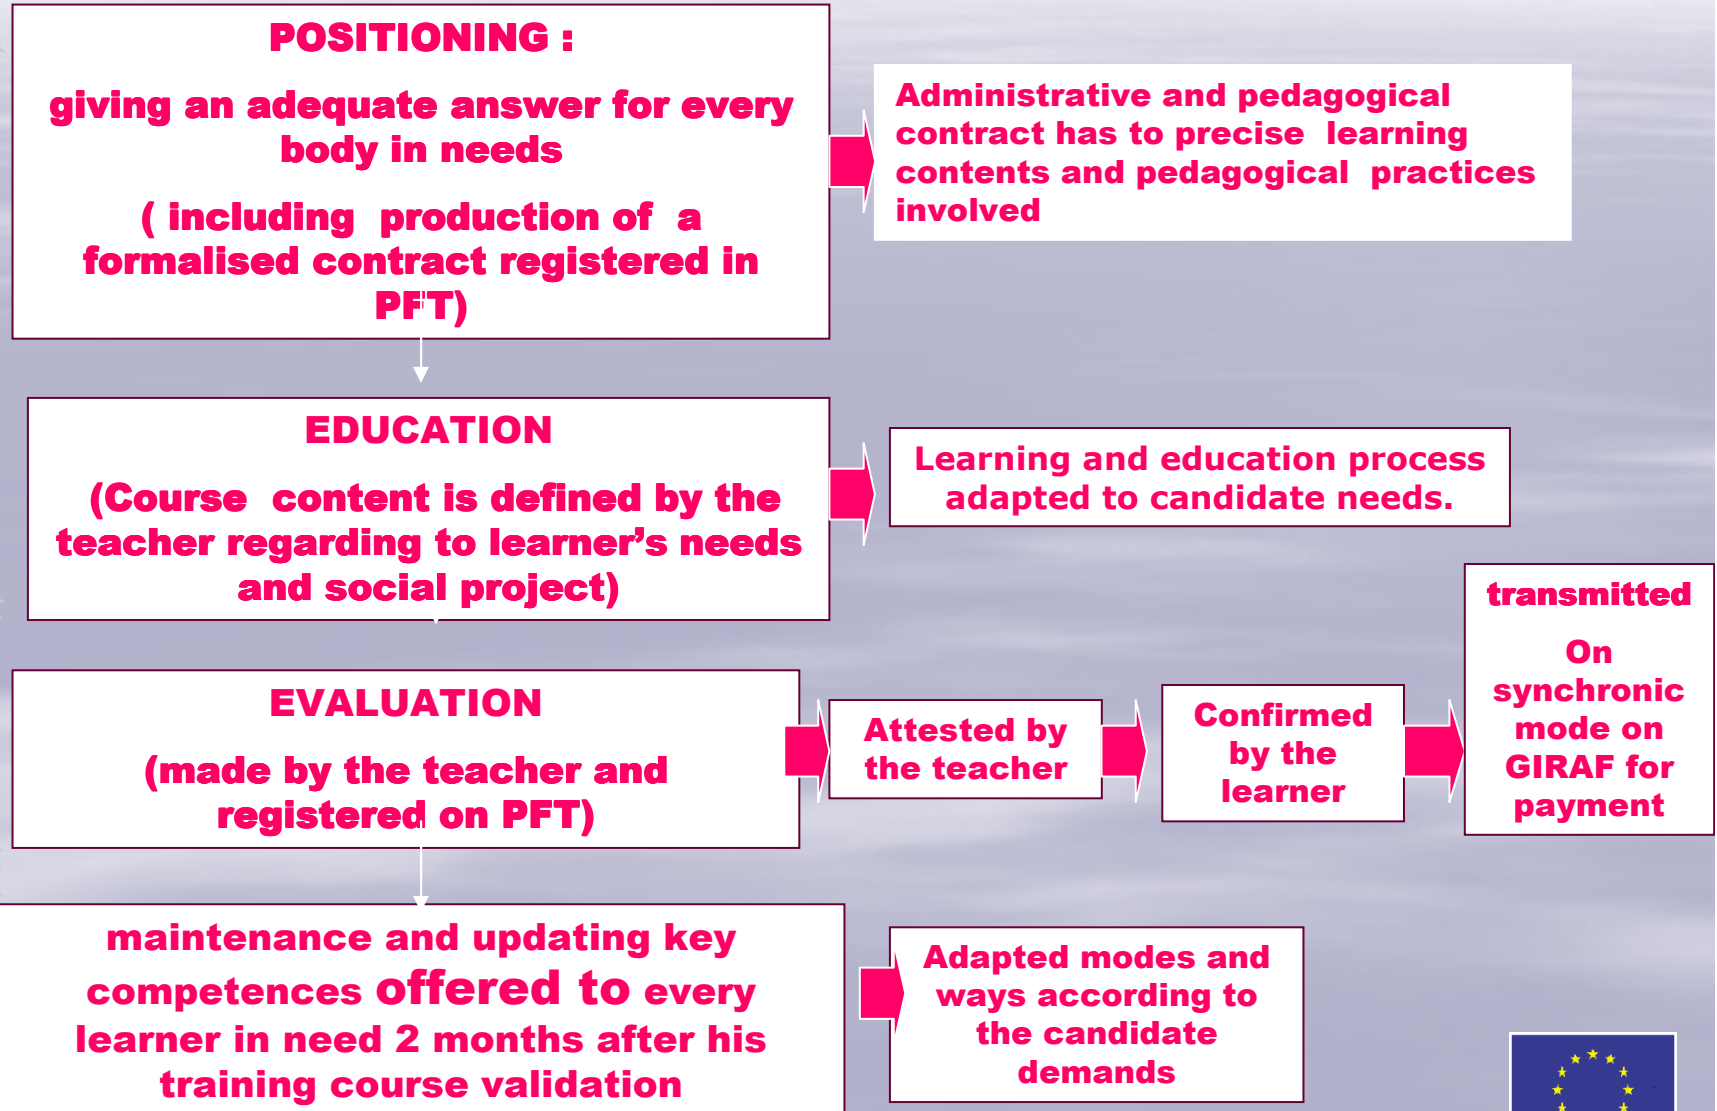 POSITIONING :
giving an adequate answer for every
body in needs
( including production of a
formalised contract registered in
PFT)
Administrative and pedagogical
contract has to precise learning
contents and pedagogical practices
involved
EDUCATION
(Course content is defined by the
teacher regarding to learner’s needs
and social project)
Learning and education process
adapted to candidate needs.
EVALUATION
(made by the teacher and
registered on PFT)
Attested by
the teacher
Confirmed
by the
learner
transmitted
On
synchronic
mode on
GIRAF for
payment
maintenance and updating key
competences offered to every
learner in need 2 months after his
training course validation
Adapted modes and
ways according to
the candidate
demands